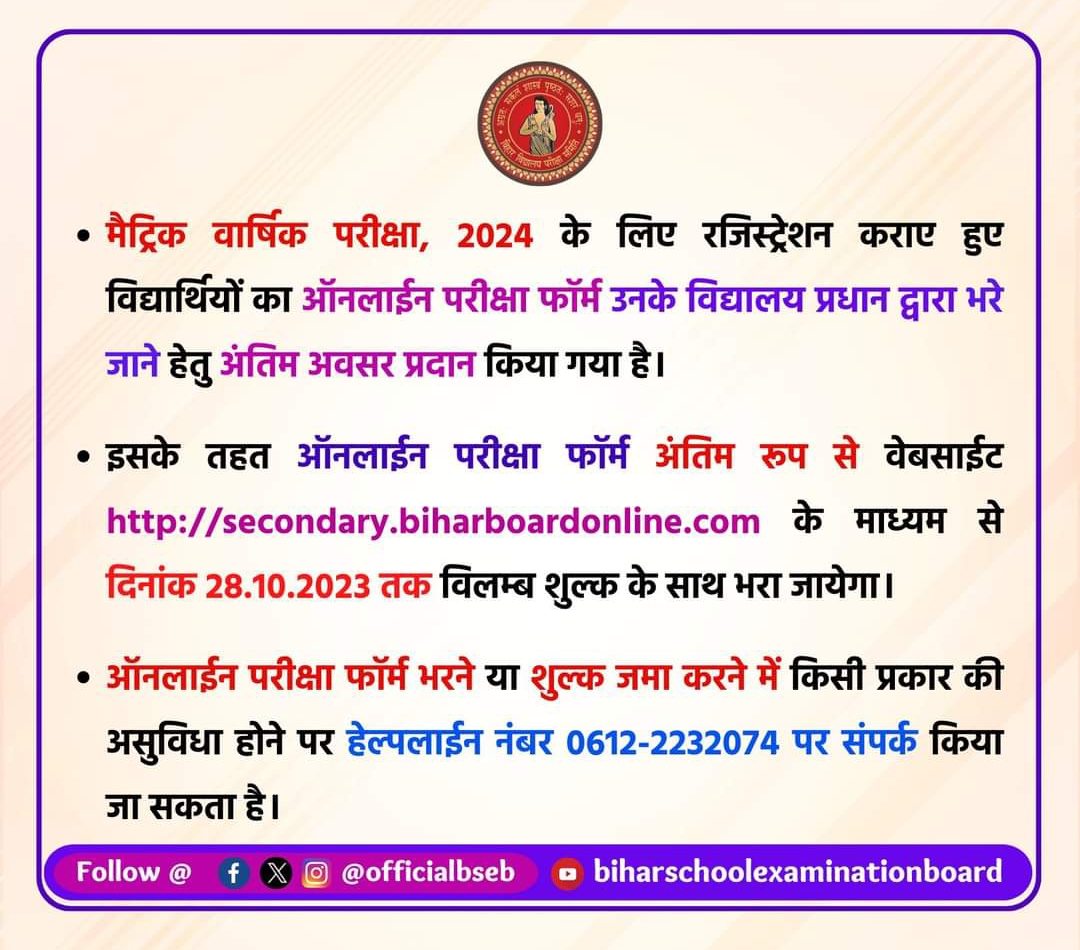 मैट्रिक वार्षिक परीक्षा, 2024 के लिए रजिस्ट्रेशन कराए हुए
विद्यार्थियों का ऑनलाईन परीक्षा फॉर्म उनके विद्यालय प्रधान द्वारा भरे
जाने हेतु अंतिम अवसर प्रदान किया गया है।
इसके तहत ऑनलाईन परीक्षा फॉर्म अंतिम रूप से वेबसाईट
http://secondary.biharboardonline.com के माध्यम से
दिनांक 28.10.2023 तक विलम्ब शुल्क के साथ भरा जायेगा।
ऑनलाईन परीक्षा फॉर्म भरने या शुल्क जमा करने में किसी प्रकार की
असुविधा होने पर हेल्पलाईन नंबर 0612-2232074 पर संपर्क किया
जा सकता है।
Follow @ @officialbseb biharschoolexaminationboard